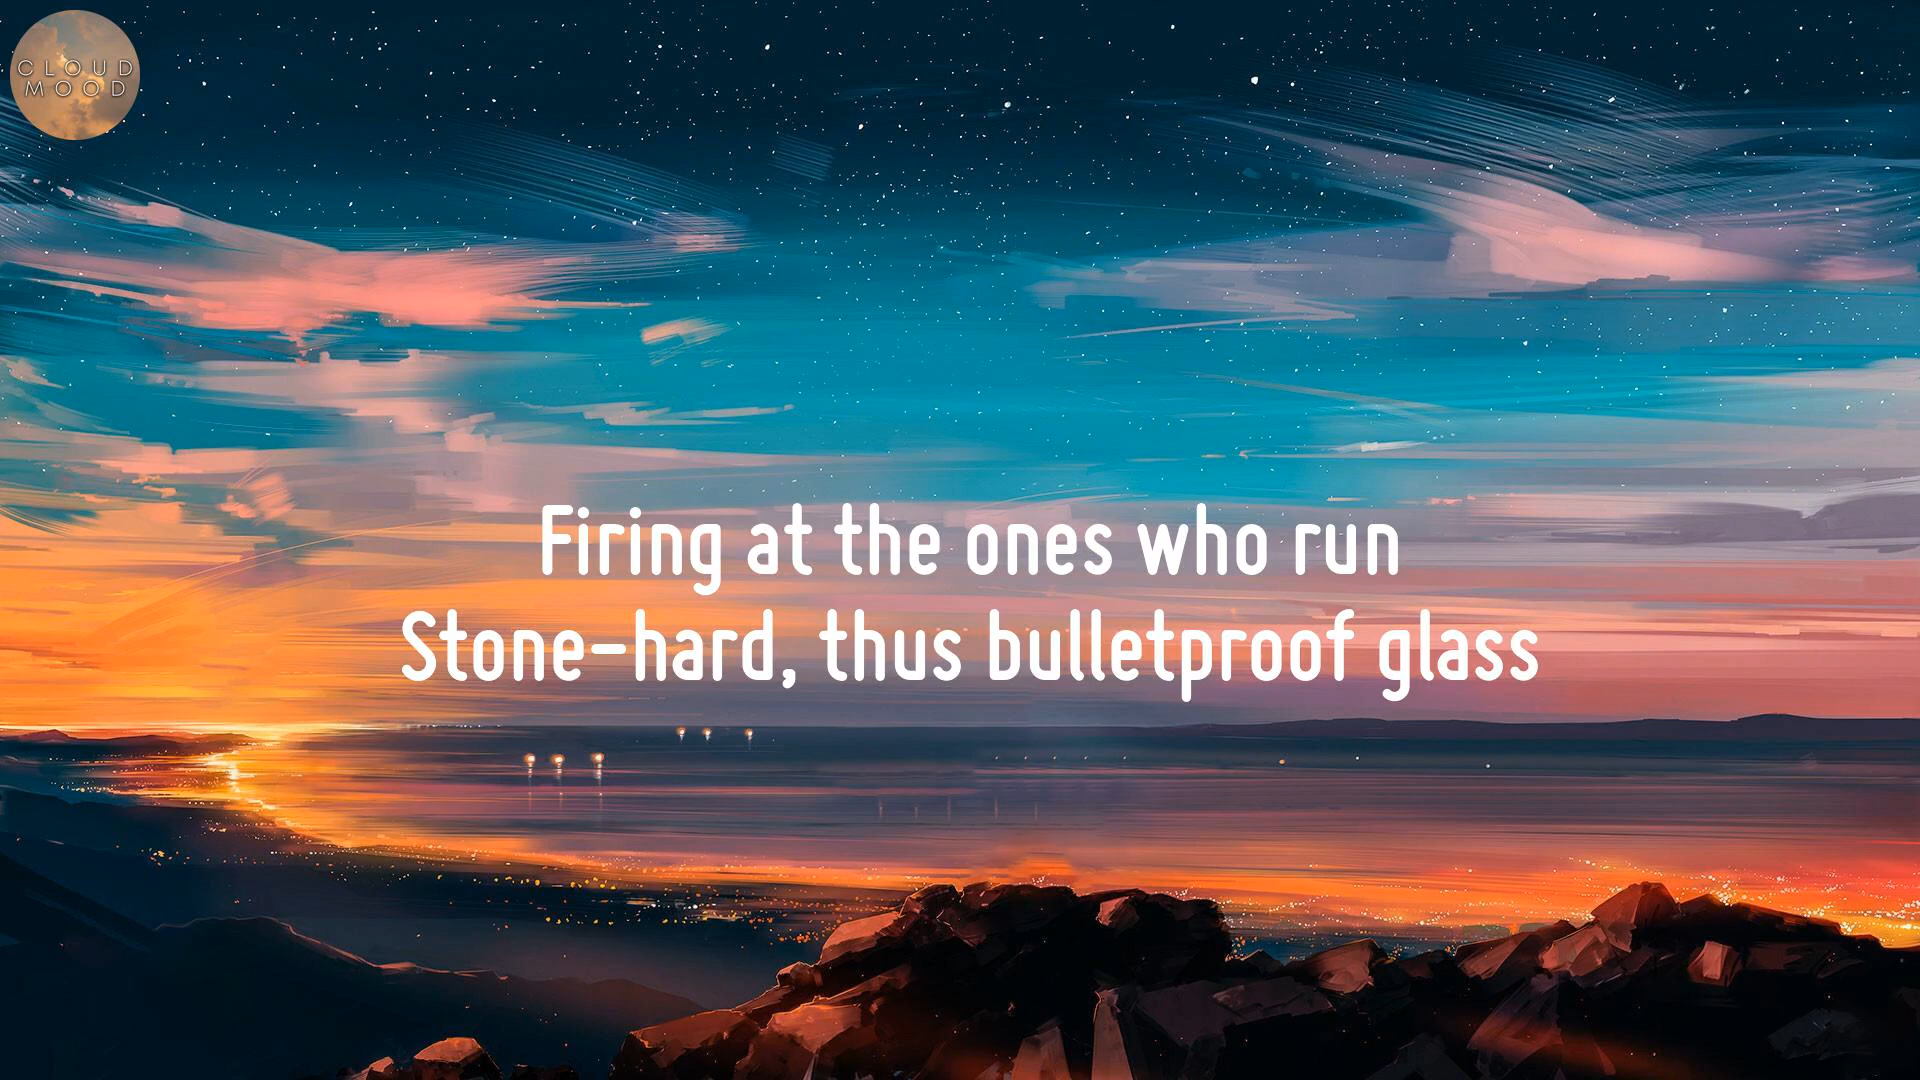 CLOUD
MOOD
Firing at the ones who run
Stone-hard, thus bulletproof glass